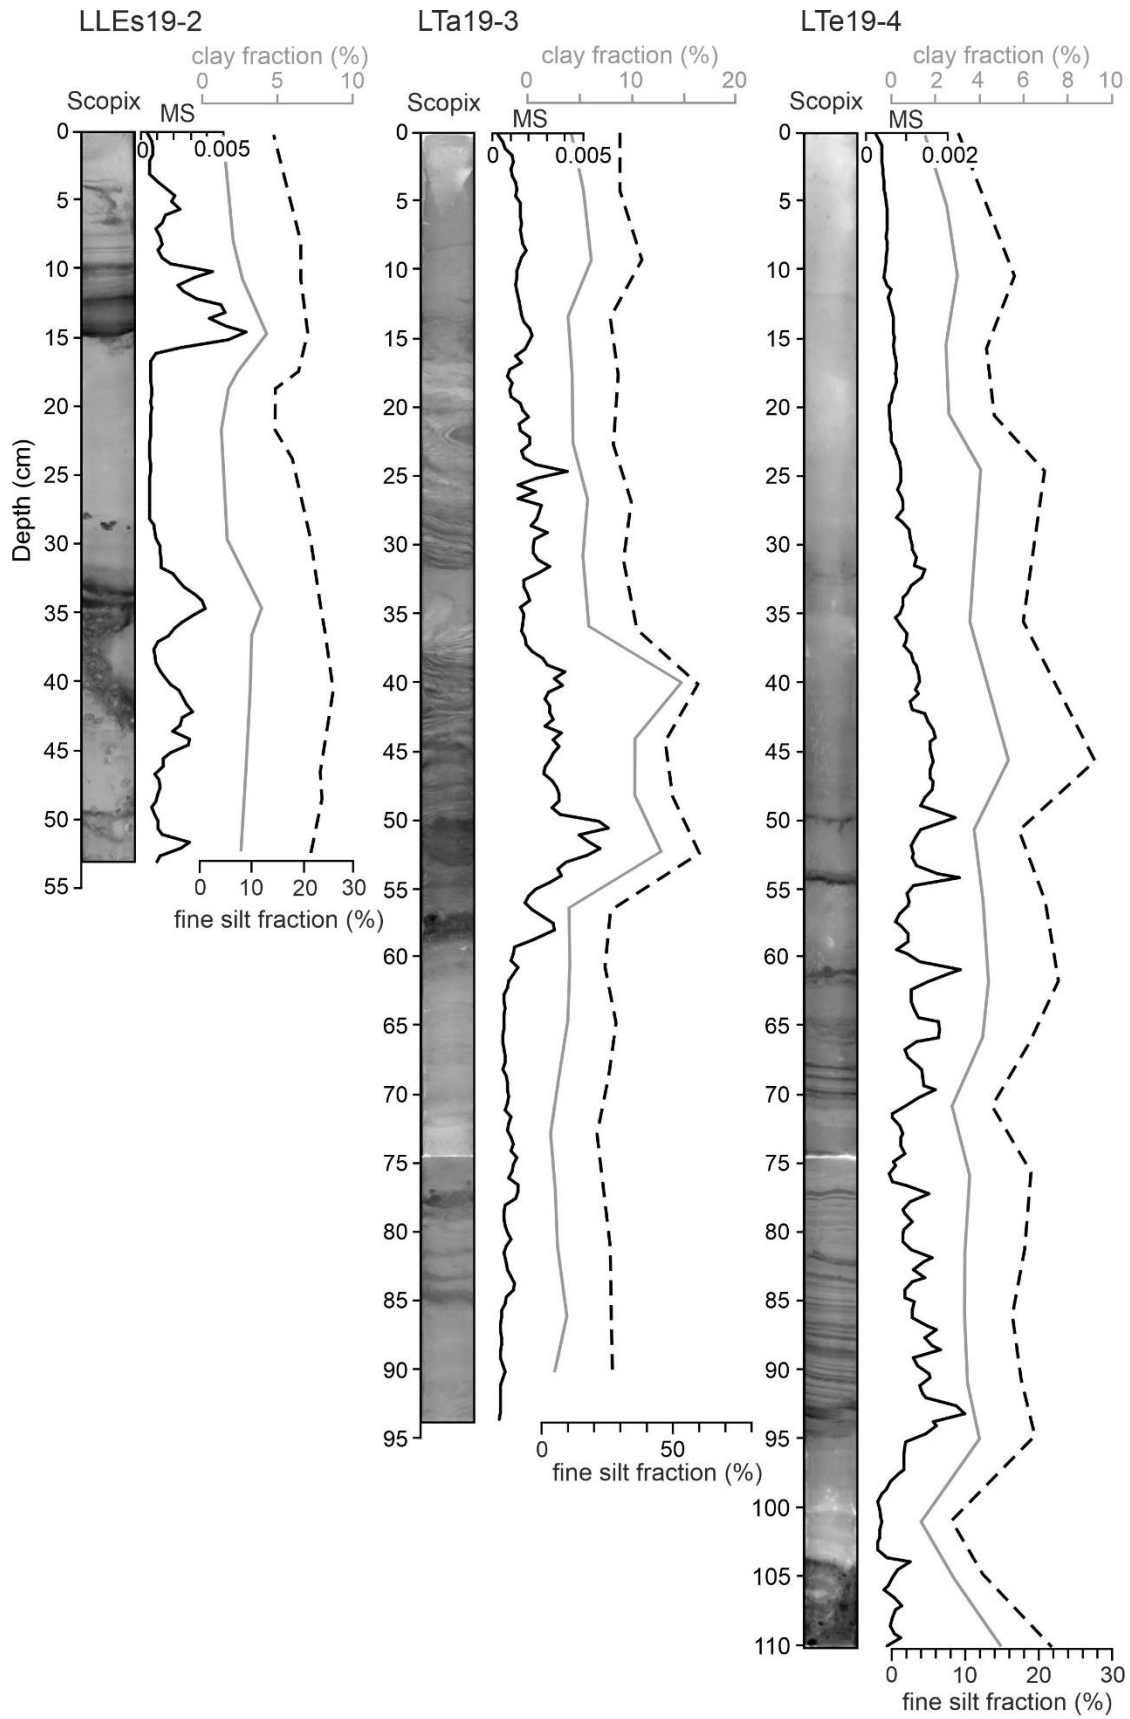 LLEs19-2
clay fraction (%)
0 5 10
Scopix
MS
0 0.005
0
5
10
15
20
25
30
35
40
45
50
55
Depth (cm)
0 10 20 30
fine silt fraction (%)
LTa19-3
clay fraction (%)
0 10 20
Scopix
MS
0 0.005
0
5
10
15
20
25
30
35
40
45
50
55
60
65
70
75
80
85
90
95
0 50
fine silt fraction (%)
LTe19-4
clay fraction (%)
0 2 4 6 8 10
Scopix
MS
0 0.002
0
5
10
15
20
25
30
35
40
45
50
55
60
65
70
75
80
85
90
95
100
105
110
0 10 20 30
fine silt fraction (%)